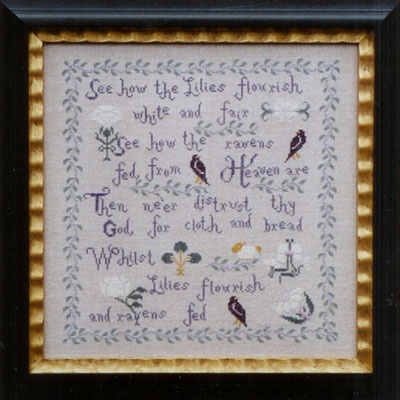 See how the Lilies flourish
white and fair
See how the ravens
fed from Heaven are
Then ne'er distrust thy
God for cloth and bread
Whilst
Lilies flourish
and ravens fed